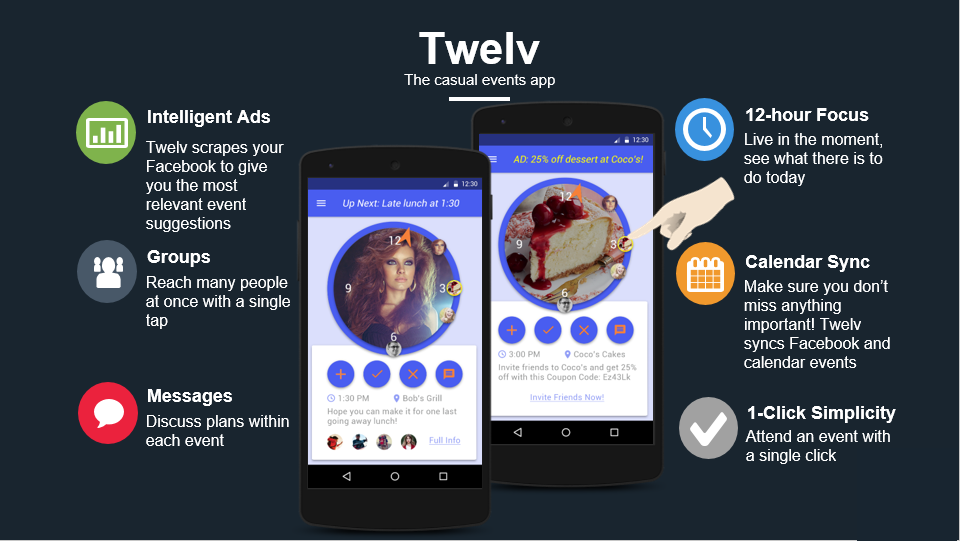 Twelv
The casual events app
Intelligent Ads
Twelv scrapes your
Facebook to give
you the most
relevant event
suggestions
Groups
Reach many people
at once with a single
tap
Messages
Discuss plans within
each event
12:30
Up Next: Late lunch at 1:30
12
9
3
6
1:30 PM
Bob's Grill
Hope you can make it for one last
going away lunch!
Full Info
12:30
AD: 25% off dessert at Coco's!
12
9
3
6
3:00 PM
Coco's Cakes
Invite friends to Coco's and get 25%
off with this Coupon Code: Ez43Lk
Invite Friends Now!
12-hour Focus
Live in the moment,
see what there is to
do today
Calendar Sync
Make sure you don’t
miss anything
important! Twelv
syncs Facebook and
calendar events
1-Click Simplicity
Attend an event with
a single click